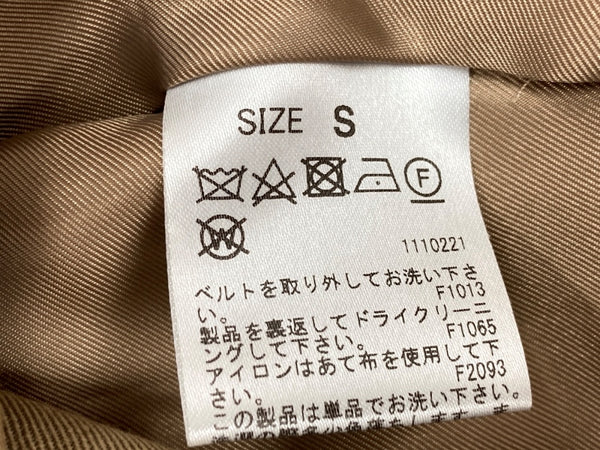 SIZE S
F
W
1110221
ベルトを取り外してお洗い下さ
い。 F1013
製品を裏返してドライクリーニ
ングして下さい。 F1065
アイロンはあて布を使用して下
さい。 F2093
この製品は単品でお洗い下さい